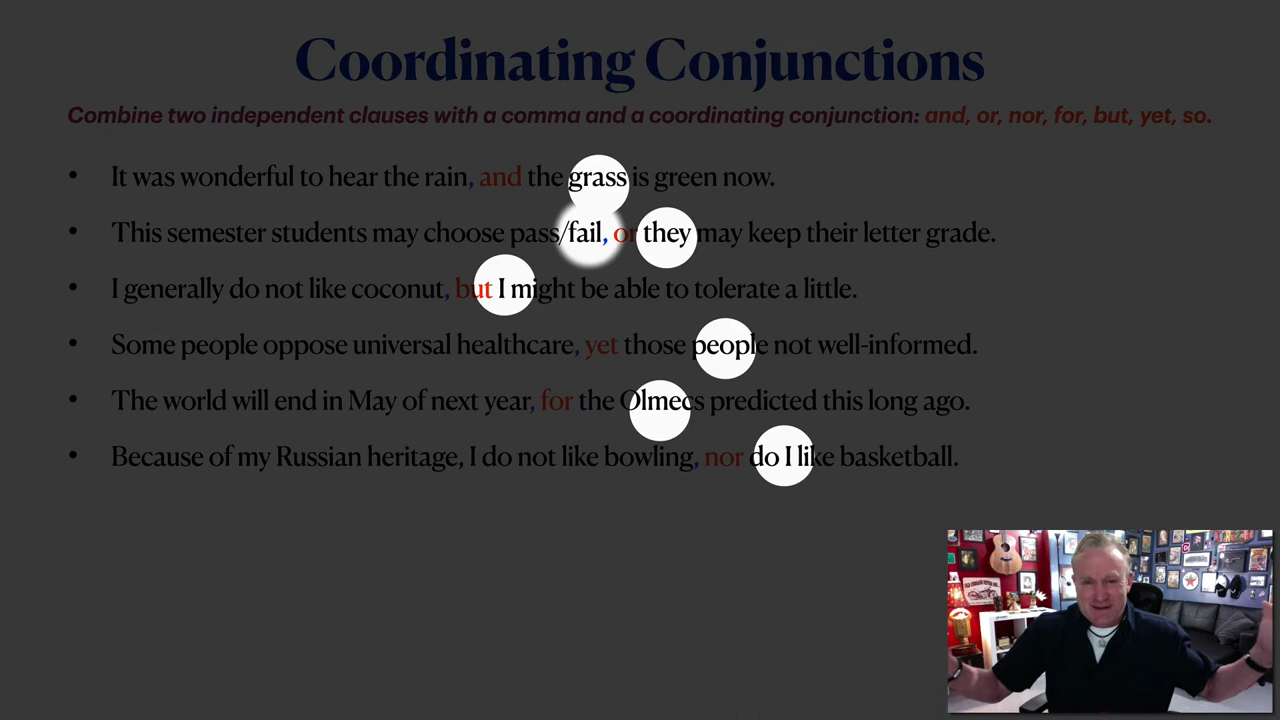 Coordinating Conjunctions
Combine two independent clauses with a comma and a coordinating conjunction: and, or, nor, for, but, yet, so.
• It was wonderful to hear the rain, and the grass is green now.
• This semester students may choose pass/fail, or they may keep their letter grade.
• I generally do not like coconut, but I might be able to tolerate a little.
• Some people oppose universal healthcare, yet those people not well-informed.
• The world will end in May of next year, for the Olmecs predicted this long ago.
• Because of my Russian heritage, I do not like bowling, nor do I like basketball.